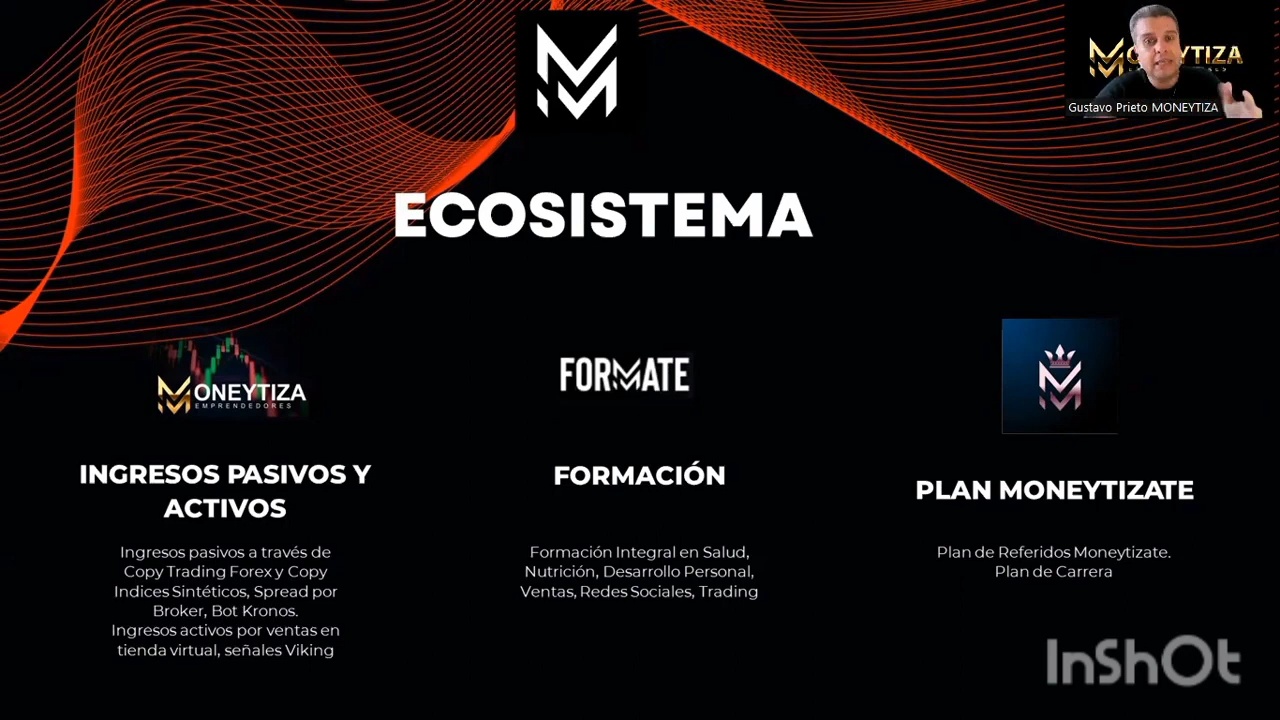 MONEYTIZA
Gustavo Prieto MONEYTIZA
ECOSISTEMA
MONEYTIZA
EMPRENDEDORES
INGRESOS PASIVOS Y
ACTIVOS
Ingresos pasivos a través de
Copy Trading Forex y Copy
Indices Sintéticos, Spread por
Broker, Bot Kronos.
Ingresos activos por ventas en
tienda virtual, señales Viking
FORMATE
FORMACIÓN
Formación Integral en Salud,
Nutrición, Desarrollo Personal,
Ventas, Redes Sociales, Trading
PLAN MONEYTIZATE
Plan de Referidos Moneytizate.
Plan de Carrera
InShOt